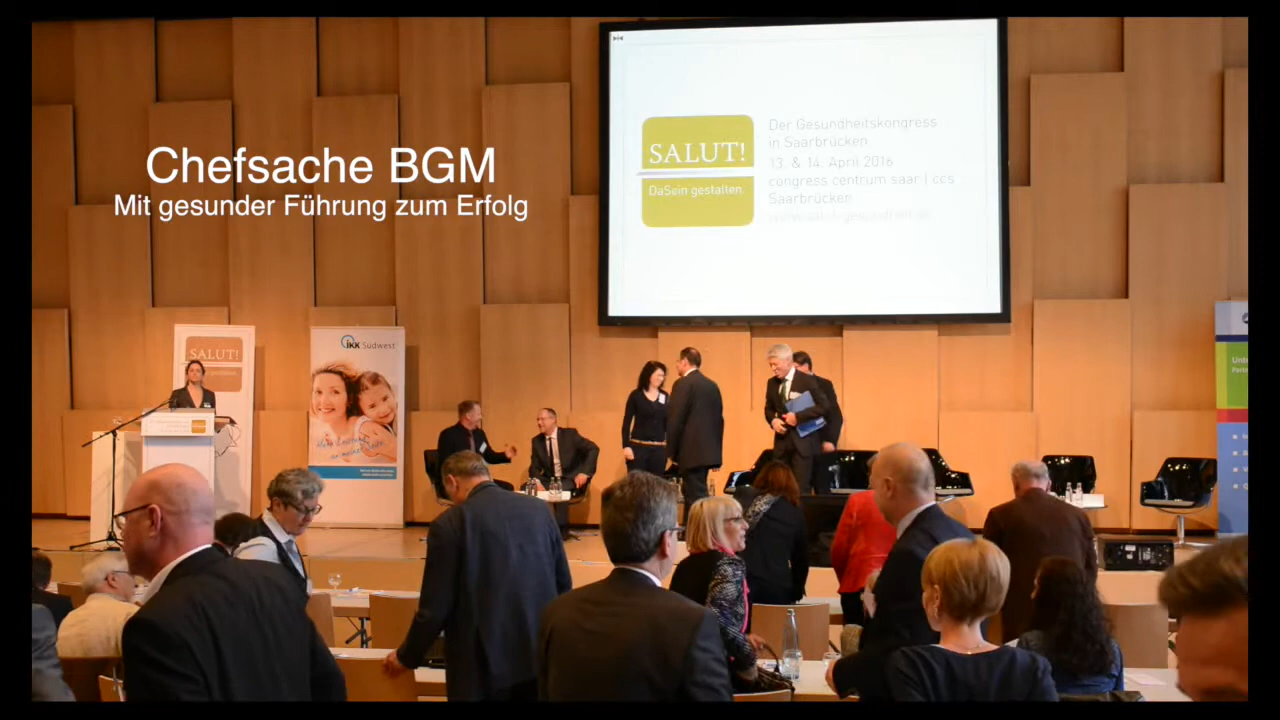 Chefsache BGM
Mit gesunder Führung zum Erfolg
SALUT!
DaSein gestalten.
Der Gesundheitskongress
in Saarbrücken
13. & 14. April 2016
congress centrum saar | ccs
Saarbrücken
SALUT!
IKK Südwest